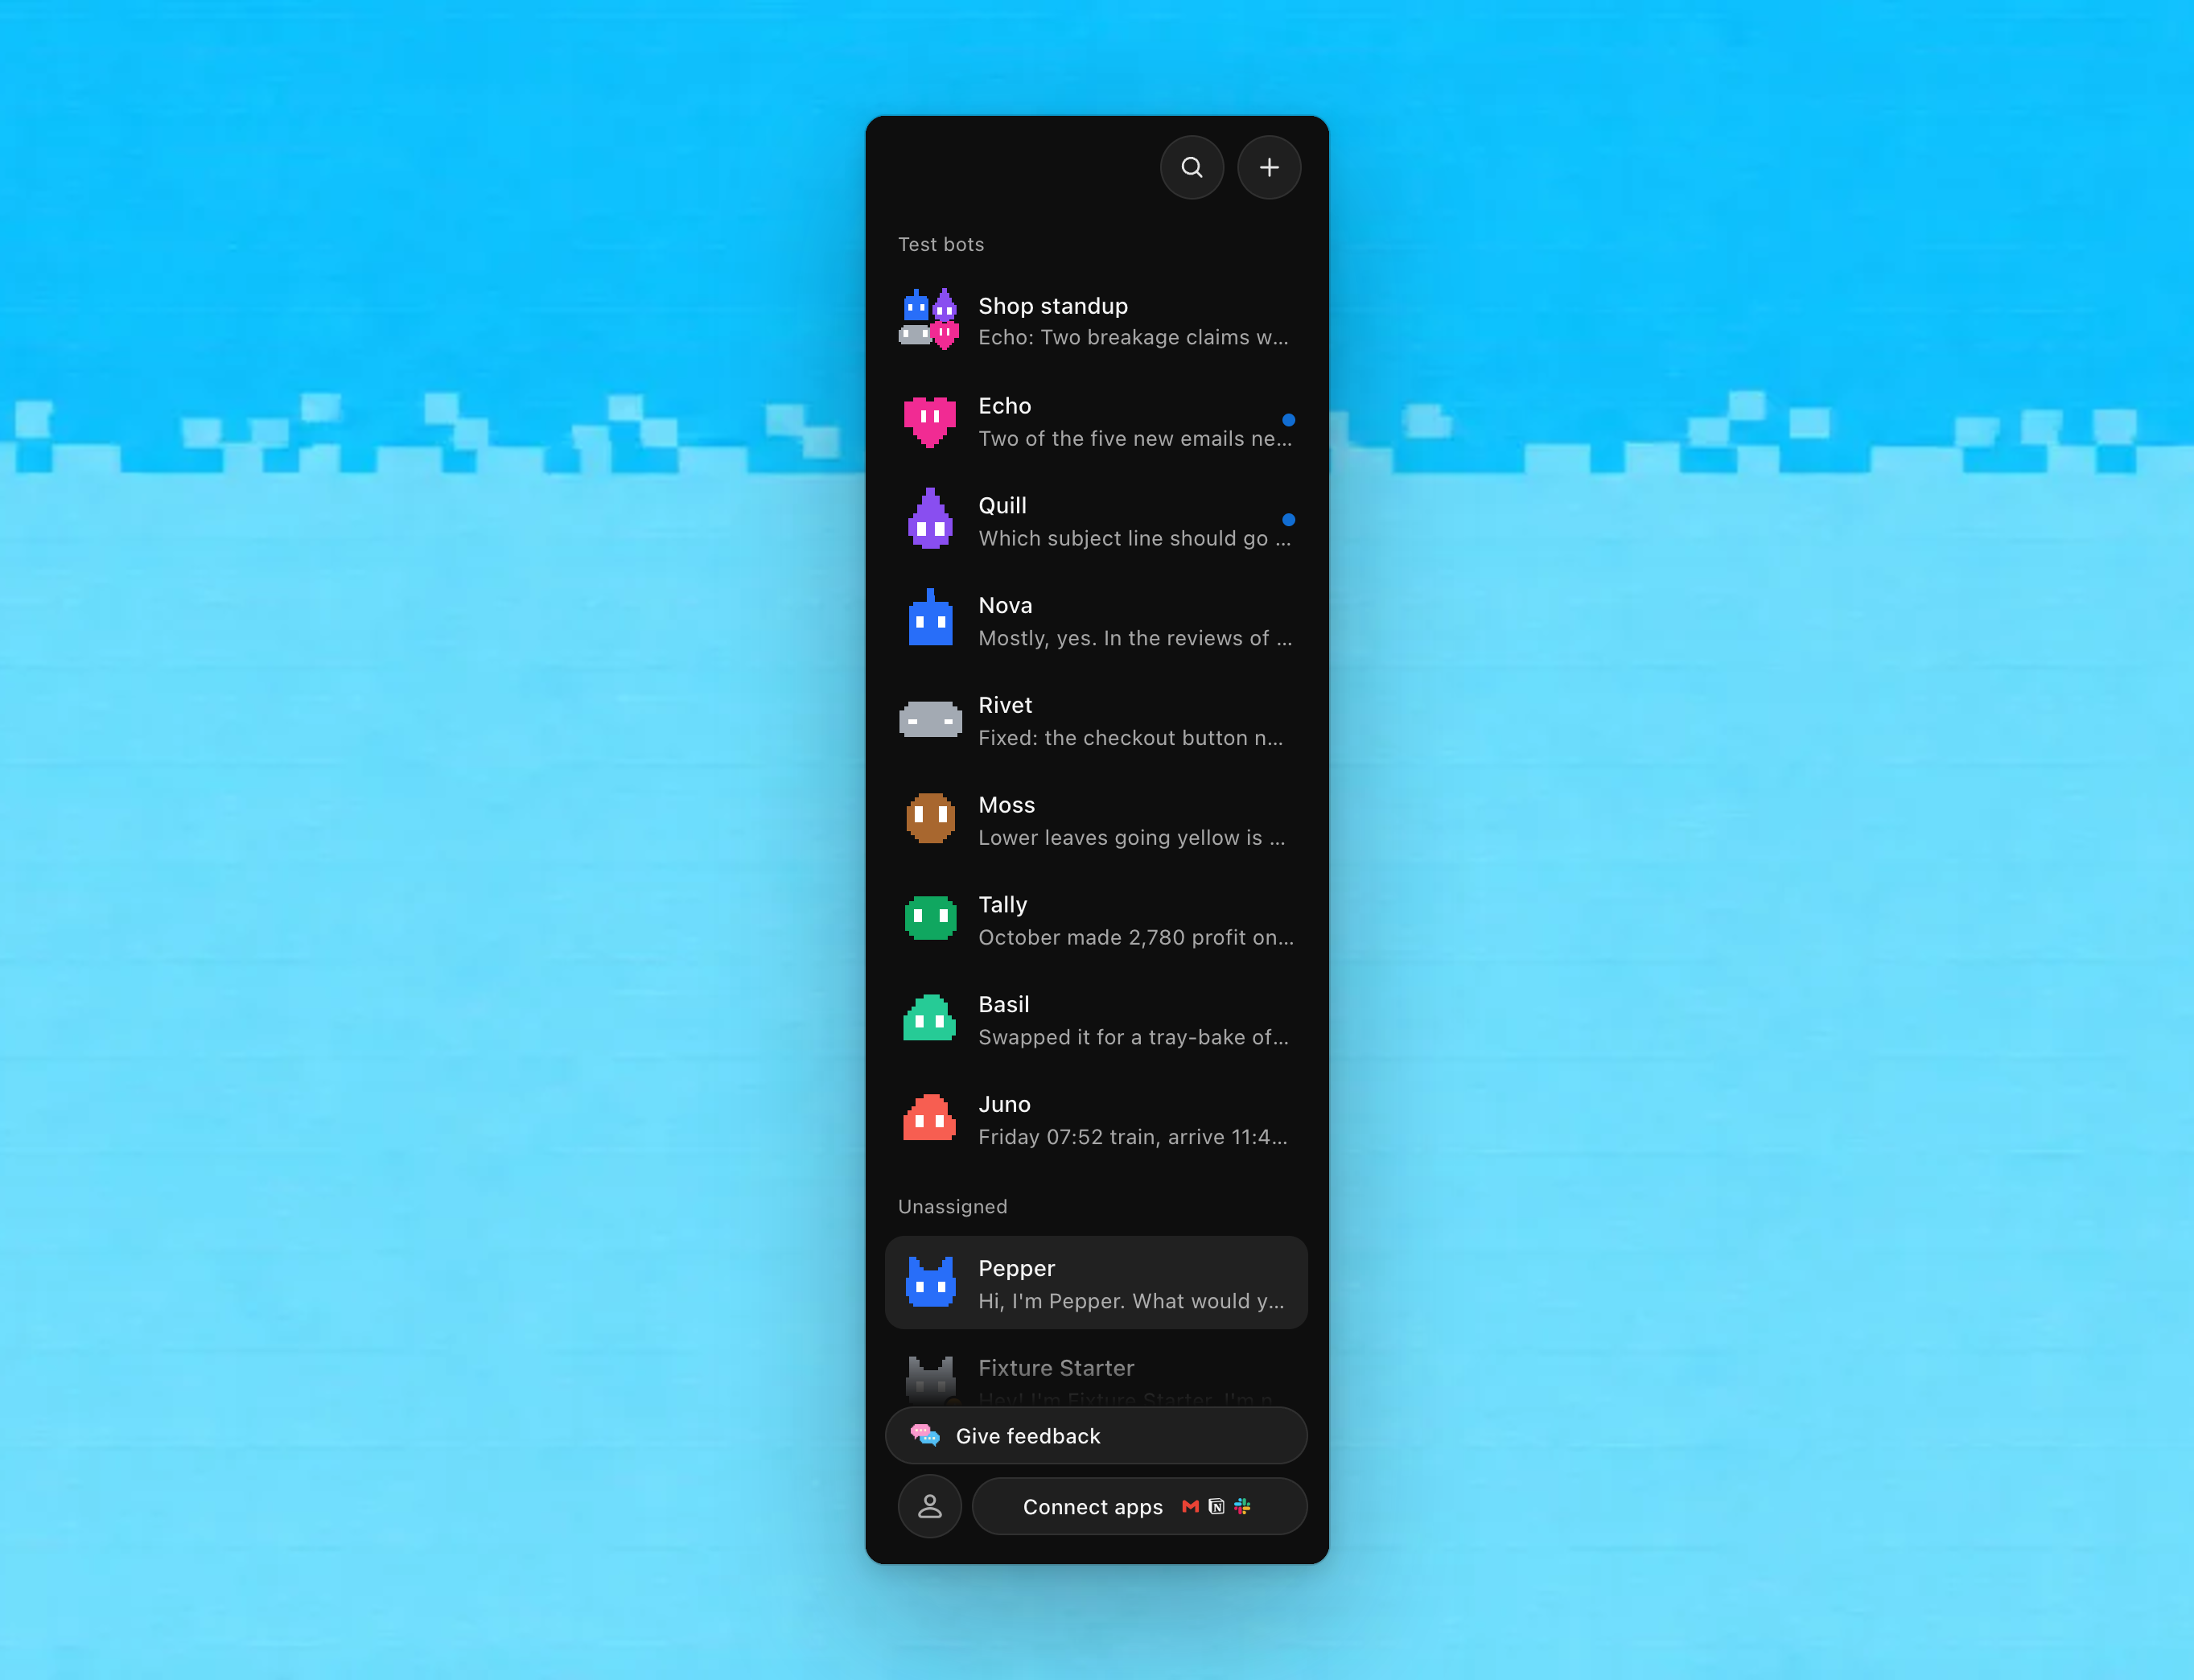 Test bots
Shop standup
Echo: Two breakage claims w...
Echo
Two of the five new emails ne...
Quill
Which subject line should go ...
Nova
Mostly, yes. In the reviews of ...
Rivet
Fixed: the checkout button n...
Moss
Lower leaves going yellow is ...
Tally
October made 2,780 profit on...
Basil
Swapped it for a tray-bake of...
Juno
Friday 07:52 train, arrive 11:4...
Unassigned
Pepper
Hi, I'm Pepper. What would y...
Fixture Starter
Hey! I'm Fixture Starter. I'm n...
Give feedback
Connect apps